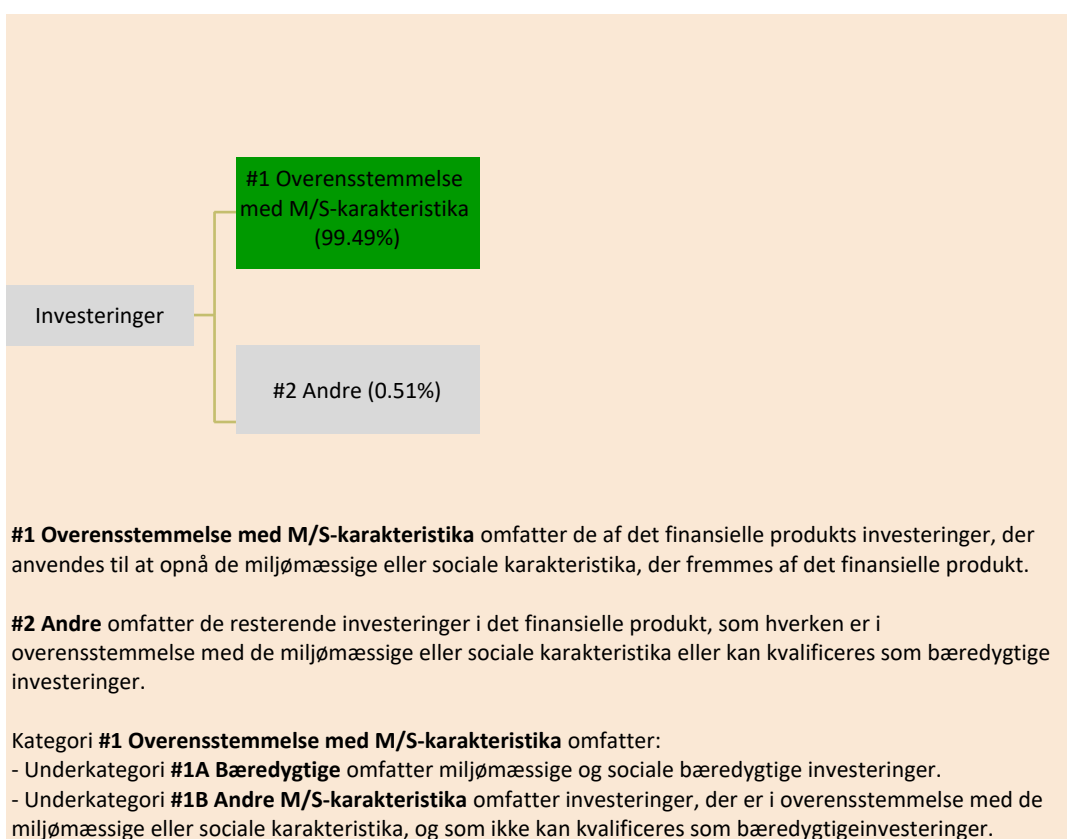 #1 Overensstemmelse
med M/S-karakteristika
(99.49%)
Investeringer
#2 Andre (0.51%)
#1 Overensstemmelse med M/S-karakteristika omfatter de af det finansielle produkts investeringer, der
anvendes til at opnå de miljømæssige eller sociale karakteristika, der fremmes af det finansielle produkt.
#2 Andre omfatter de resterende investeringer i det finansielle produkt, som hverken er i
overensstemmelse med de miljømæssige eller sociale karakteristika eller kan kvalificeres som bæredygtige
investeringer.
Kategori #1 Overensstemmelse med M/S-karakteristika omfatter:
- Underkategori #1A Bæredygtige omfatter miljømæssige og sociale bæredygtige investeringer.
- Underkategori #1B Andre M/S-karakteristika omfatter investeringer, der er i overensstemmelse med de
miljømæssige eller sociale karakteristika, og som ikke kan kvalificeres som bæredygtigeinvesteringer.